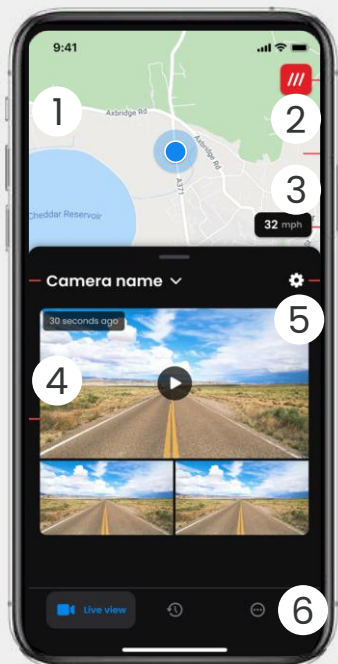 9:41
1
Axbridge Rd
2
Axbridge Rd
3
A371
Cheddar Reservoir
32 mph
Camera name
5
30 seconds ago
4
Live view
6